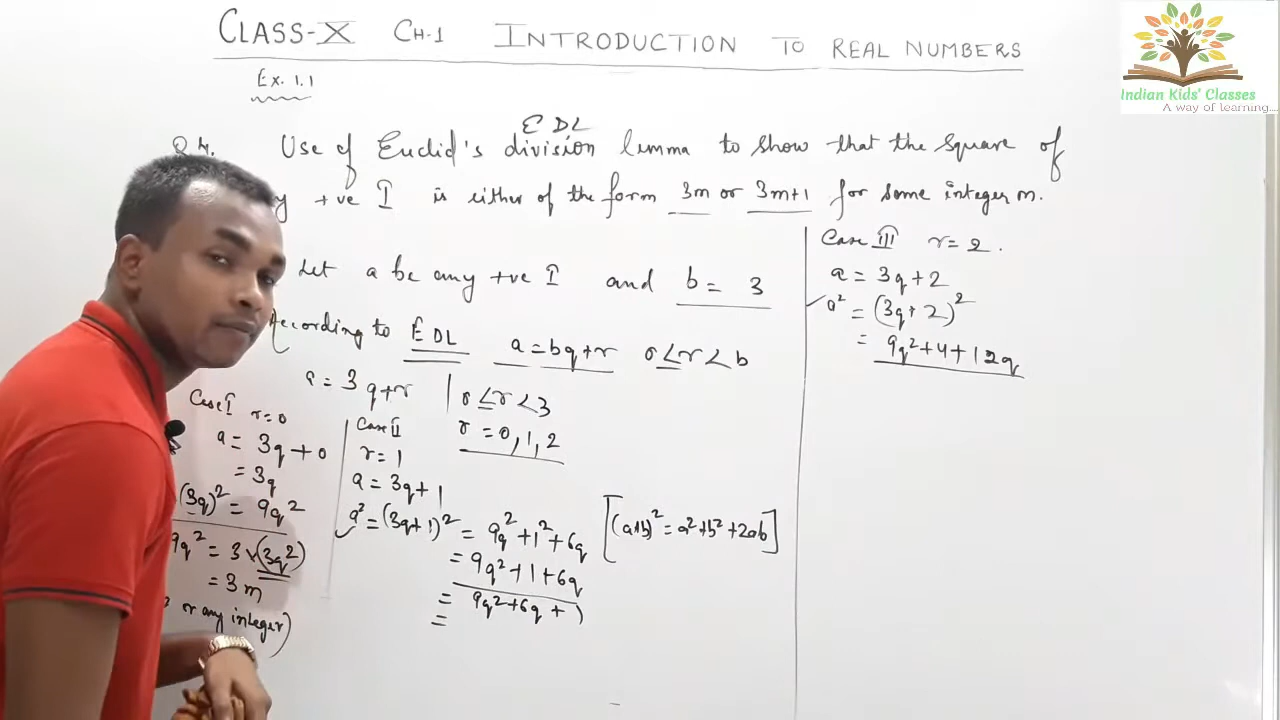 CLASS-X CH-1 INTRODUCTION TO REAL NUMBERS
Ex. 1.1
Indian Kids' Classes
A way of learning....
EDL
Q 4. Use of Euclid's division limma to show that the square of
y +ve I is either of the form 3m or 3m+1 for some integer m.
Let a be any +ve I and b = 3
According to EDL a = bq+r 0 ≤ r < b
a = 3q+r 0 ≤ r < 3
r = 0, 1, 2
Case I r=0
a = 3q + 0
= 3q
(3q)² = 9q²
9q² = 3 × (3q²)
= 3m
or any integer)
Case II
r = 1
a = 3q + 1
a² = (3q+1)² = 9q² + 1² + 6q [(a+b)² = a² + b² + 2ab]
= 9q² + 1 + 6q
= 9q² + 6q + 1
=
Case III r = 2.
a = 3q + 2
a² = (3q+2)²
= 9q² + 4 + 12q